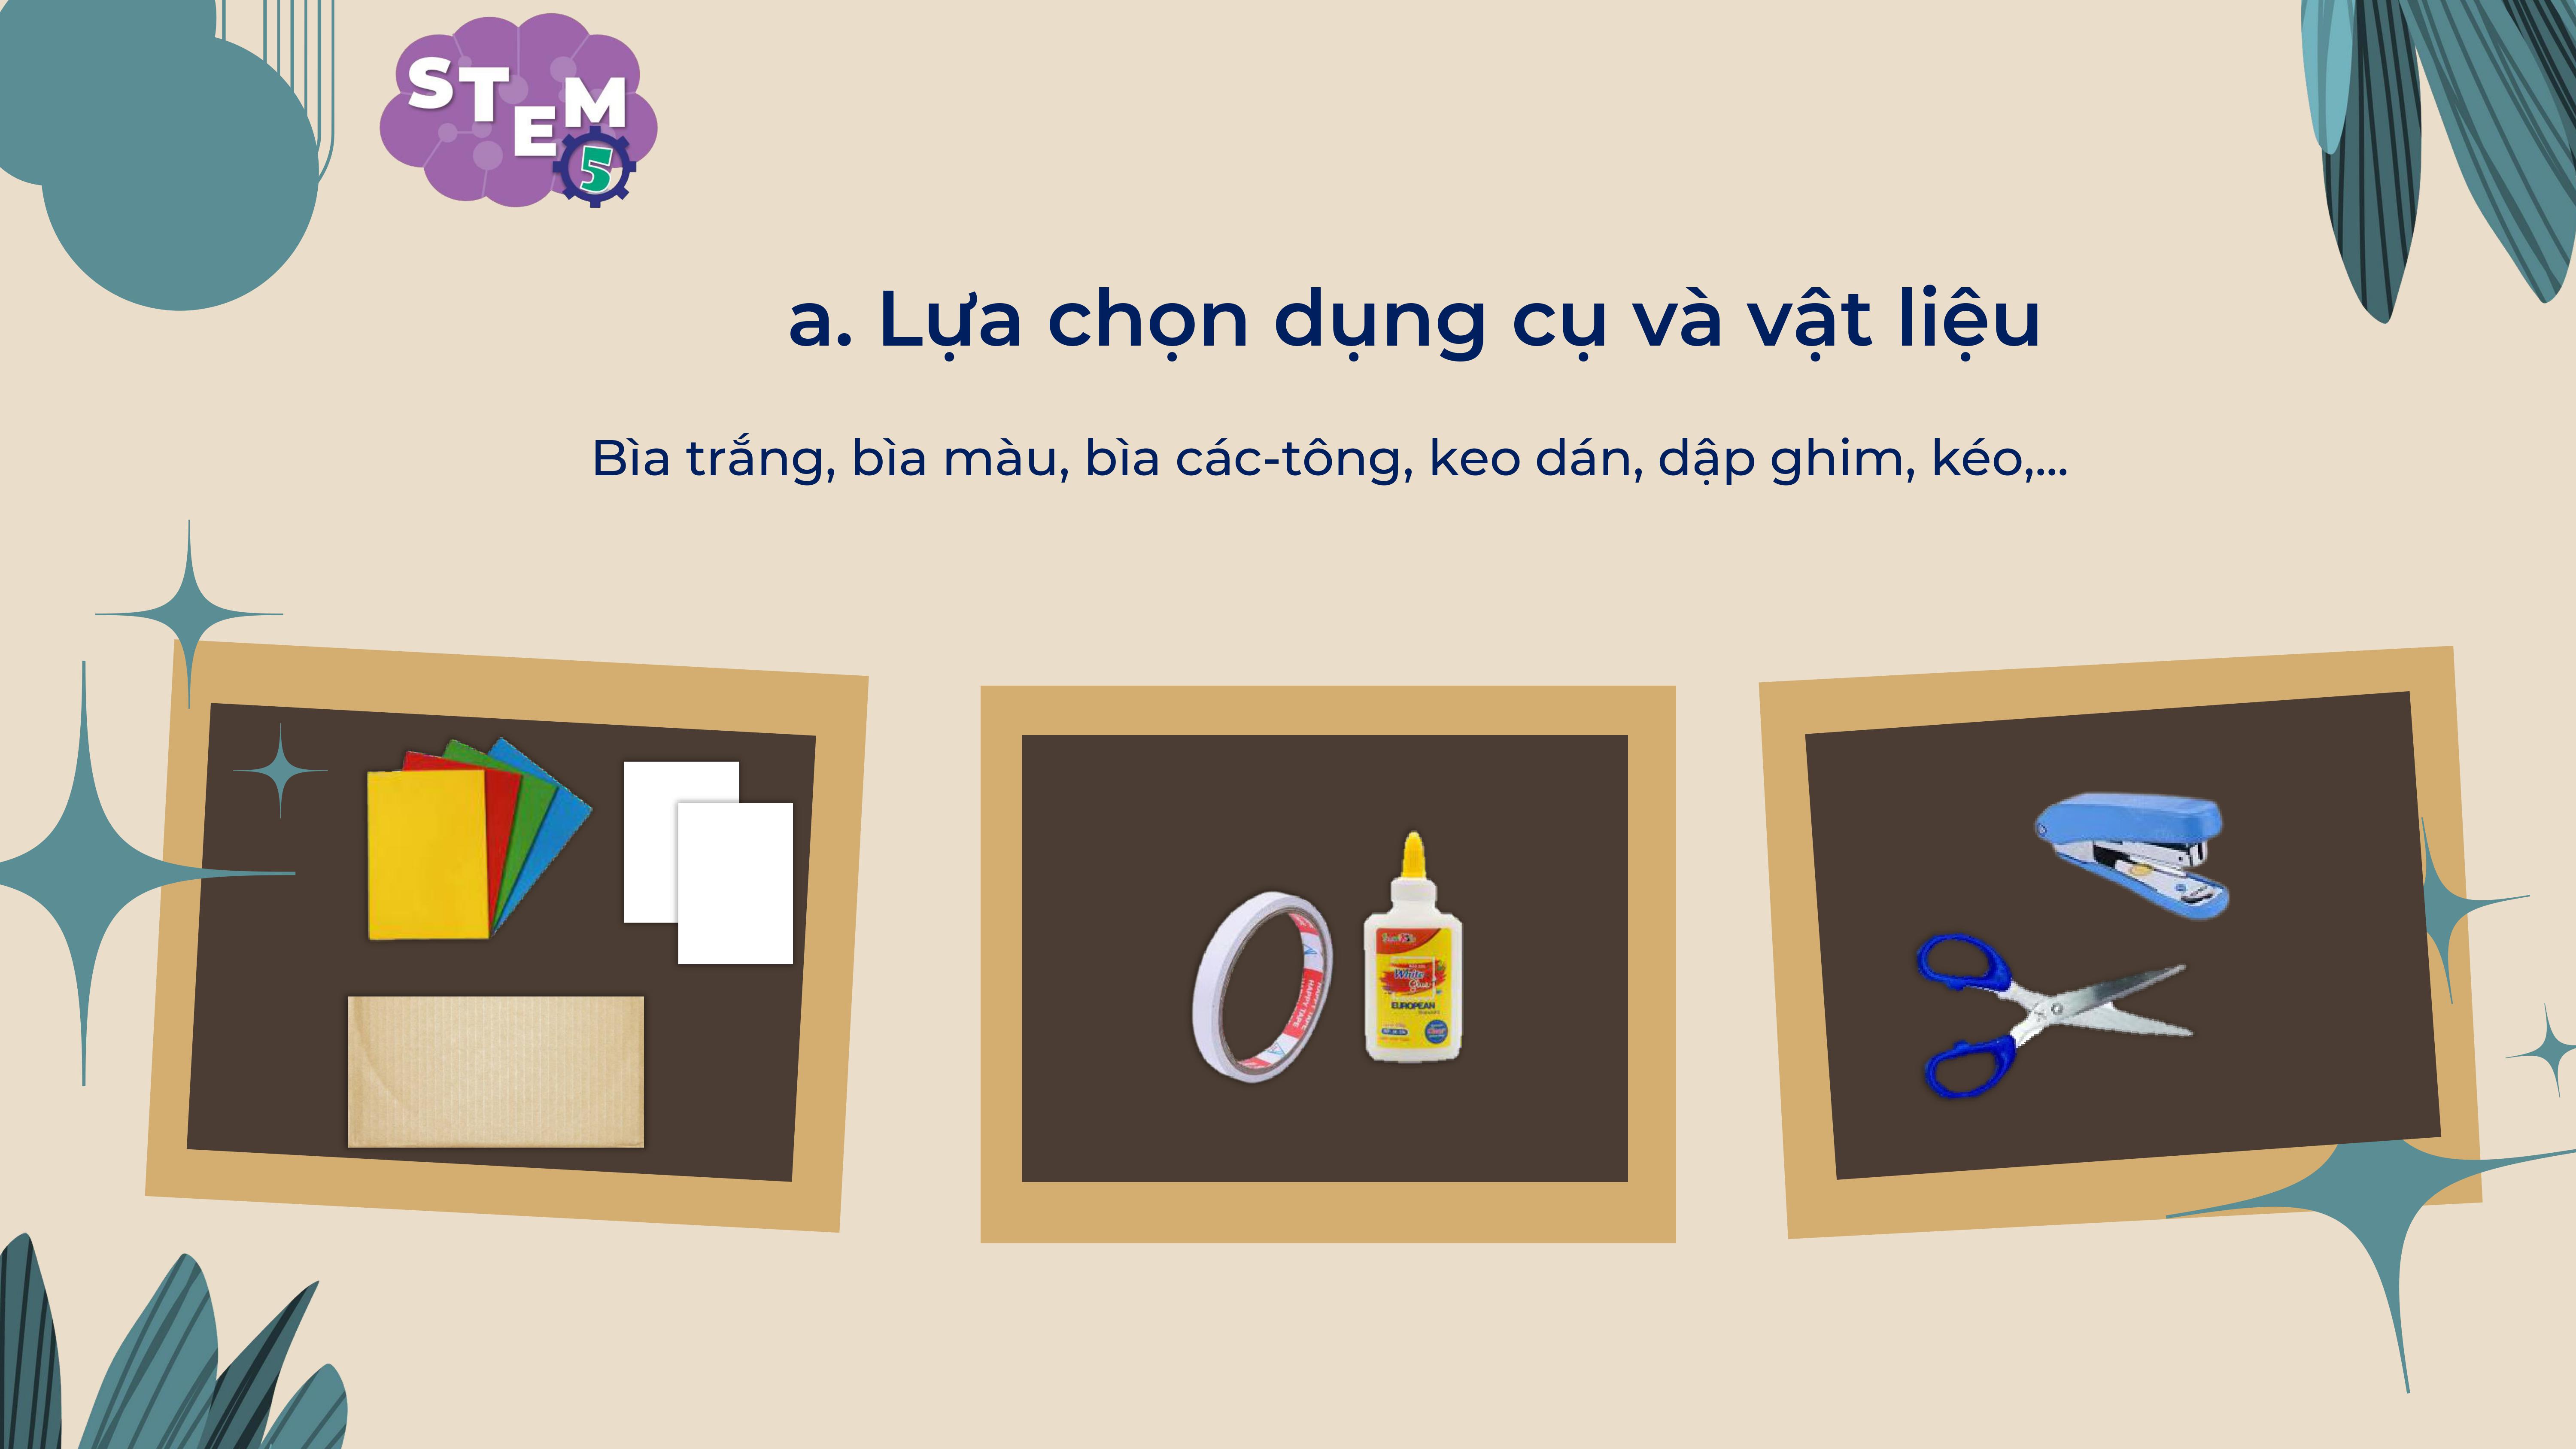 STEM
5
a. Lựa chọn dụng cụ và vật liệu
Bìa trắng, bìa màu, bìa các-tông, keo dán, dập ghim, kéo,...
HAPPY TAPE
White
Glue
EUROPEAN